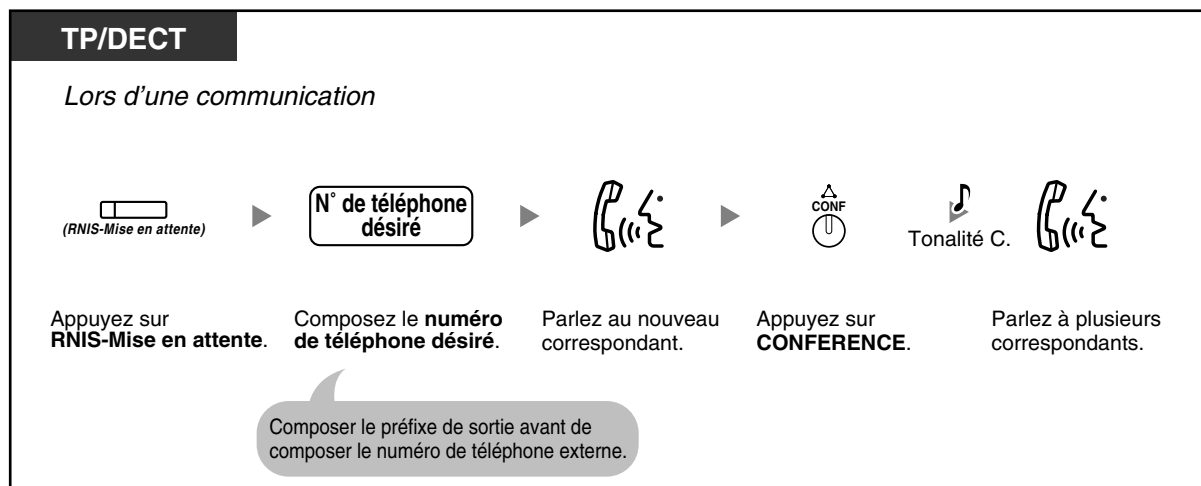 TP/DECT
Lors d'une communication
(RNIS-Mise en attente)
N° de téléphone
désiré
CONF
Tonalité C.
Appuyez sur
RNIS-Mise en attente.
Composez le numéro
de téléphone désiré.
Parlez au nouveau
correspondant.
Appuyez sur
CONFERENCE.
Parlez à plusieurs
correspondants.
Composer le préfixe de sortie avant de
composer le numéro de téléphone externe.